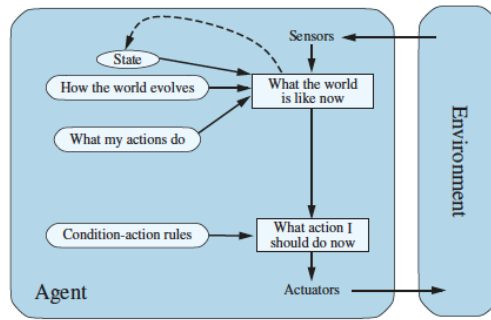 Sensors
State
How the world evolves
What the world
is like now
What my actions do
Condition-action rules
What action I
should do now
Agent
Actuators
Environment